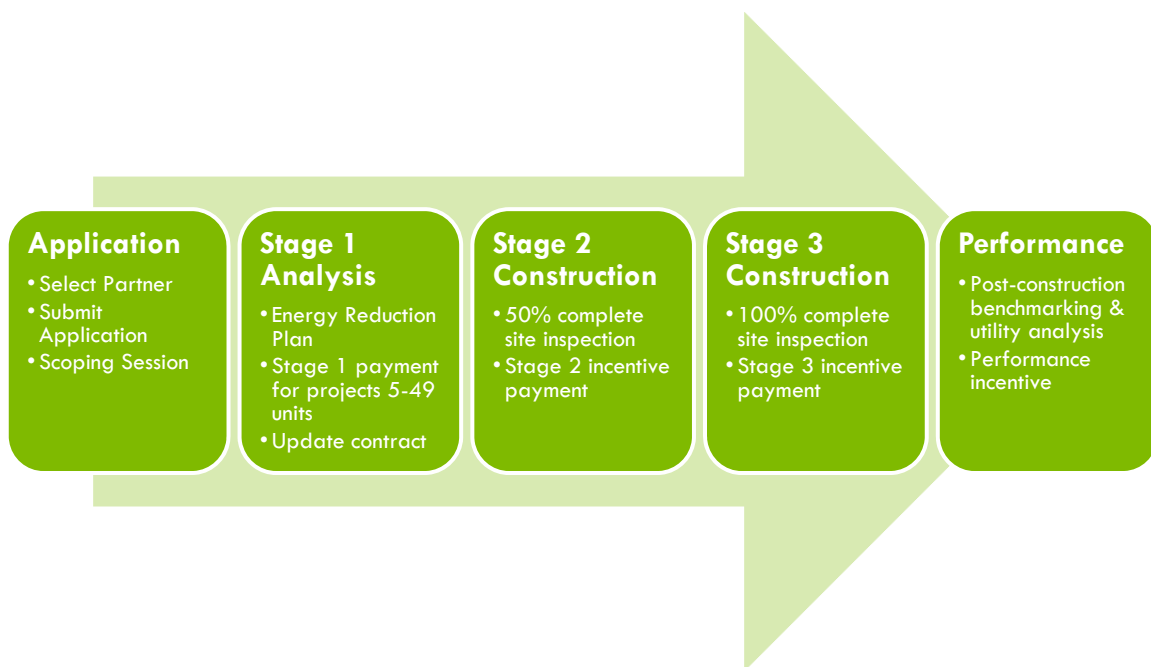 Application
• Select Partner
• Submit
Application
• Scoping Session
Stage 1
Analysis
• Energy Reduction
Plan
• Stage 1 payment
for projects 5-49
units
• Update contract
Stage 2
Construction
• 50% complete
site inspection
• Stage 2 incentive
payment
Stage 3
Construction
• 100% complete
site inspection
• Stage 3 incentive
payment
Performance
• Post-construction
benchmarking &
utility analysis
• Performance
incentive